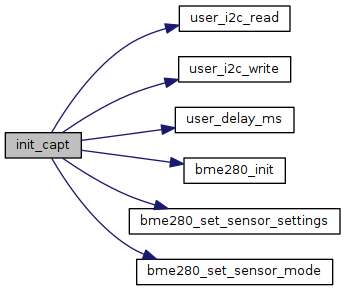 user_i2c_read
user_i2c_write
user_delay_ms
init_capt
bme280_init
bme280_set_sensor_settings
bme280_set_sensor_mode